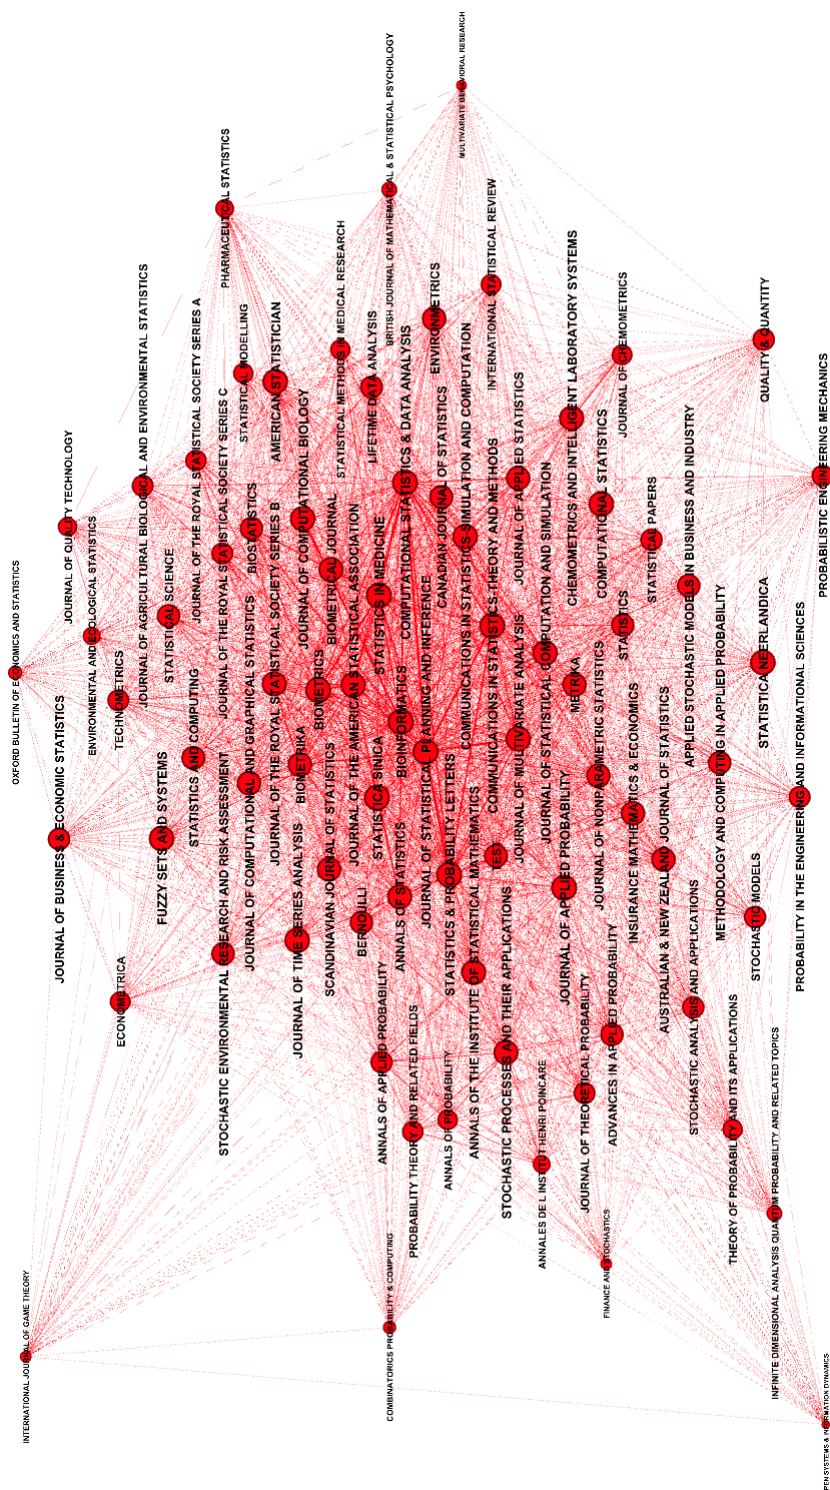 MULTIVARIATE BEHAVIORAL RESEARCH
BRITISH JOURNAL OF MATHEMATICAL & STATISTICAL PSYCHOLOGY
PHARMACEUTICAL STATISTICS
INTERNATIONAL STATISTICAL REVIEW
ENVIRONMETRICS
STATISTICAL METHODS IN MEDICAL RESEARCH
JOURNAL OF CHEMOMETRICS
QUALITY & QUANTITY
STATISTICAL MODELLING
AMERICAN STATISTICIAN
LIFETIME DATA ANALYSIS
CHEMOMETRICS AND INTELLIGENT LABORATORY SYSTEMS
PROBABILISTIC ENGINEERING MECHANICS
JOURNAL OF THE ROYAL STATISTICAL SOCIETY SERIES A
JOURNAL OF AGRICULTURAL BIOLOGICAL AND ENVIRONMENTAL STATISTICS
COMPUTATIONAL STATISTICS & DATA ANALYSIS
CANADIAN JOURNAL OF STATISTICS
JOURNAL OF APPLIED STATISTICS
COMPUTATIONAL STATISTICS
JOURNAL OF QUALITY TECHNOLOGY
BIOSTATISTICS
JOURNAL OF COMPUTATIONAL BIOLOGY
COMMUNICATIONS IN STATISTICS-SIMULATION AND COMPUTATION
STATISTICAL PAPERS
JOURNAL OF THE ROYAL STATISTICAL SOCIETY SERIES C
BIOMETRICAL JOURNAL
STATISTICS IN MEDICINE
APPLIED STOCHASTIC MODELS IN BUSINESS AND INDUSTRY
ENVIRONMENTAL AND ECOLOGICAL STATISTICS
STATISTICAL SCIENCE
COMMUNICATIONS IN STATISTICS-THEORY AND METHODS
STATISTICS
OXFORD BULLETIN OF ECONOMICS AND STATISTICS
TECHNOMETRICS
JOURNAL OF THE ROYAL STATISTICAL SOCIETY SERIES B
BIOMETRICS
JOURNAL OF THE AMERICAN STATISTICAL ASSOCIATION
JOURNAL OF STATISTICAL COMPUTATION AND SIMULATION
METRIKA
STATISTICA NEERLANDICA
BIOINFORMATICS
JOURNAL OF STATISTICAL PLANNING AND INFERENCE
JOURNAL OF MULTIVARIATE ANALYSIS
STATISTICS AND COMPUTING
JOURNAL OF COMPUTATIONAL AND GRAPHICAL STATISTICS
BIOMETRIKA
STATISTICA SINICA
JOURNAL OF NONPARAMETRIC STATISTICS
METHODOLOGY AND COMPUTING IN APPLIED PROBABILITY
PROBABILITY IN THE ENGINEERING AND INFORMATIONAL SCIENCES
INSURANCE MATHEMATICS & ECONOMICS
JOURNAL OF BUSINESS & ECONOMIC STATISTICS
FUZZY SETS AND SYSTEMS
TEST
AUSTRALIAN & NEW ZEALAND JOURNAL OF STATISTICS
SCANDINAVIAN JOURNAL OF STATISTICS
STATISTICS & PROBABILITY LETTERS
JOURNAL OF APPLIED PROBABILITY
ANNALS OF STATISTICS
BERNOULLI
STOCHASTIC MODELS
JOURNAL OF TIME SERIES ANALYSIS
STOCHASTIC ENVIRONMENTAL RESEARCH AND RISK ASSESSMENT
ANNALS OF THE INSTITUTE OF STATISTICAL MATHEMATICS
ECONOMETRICA
STOCHASTIC ANALYSIS AND APPLICATIONS
ADVANCES IN APPLIED PROBABILITY
STOCHASTIC PROCESSES AND THEIR APPLICATIONS
ANNALS OF APPLIED PROBABILITY
JOURNAL OF THEORETICAL PROBABILITY
ANNALS OF PROBABILITY
PROBABILITY THEORY AND RELATED FIELDS
THEORY OF PROBABILITY AND ITS APPLICATIONS
ANNALES DE L INSTITUT HENRI POINCARE
INFINITE DIMENSIONAL ANALYSIS QUANTUM PROBABILITY AND RELATED TOPICS
FINANCE AND STOCHASTICS
COMBINATORICS PROBABILITY & COMPUTING
INTERNATIONAL JOURNAL OF GAME THEORY
PEN SYSTEMS & INFORMATION DYNAMICS